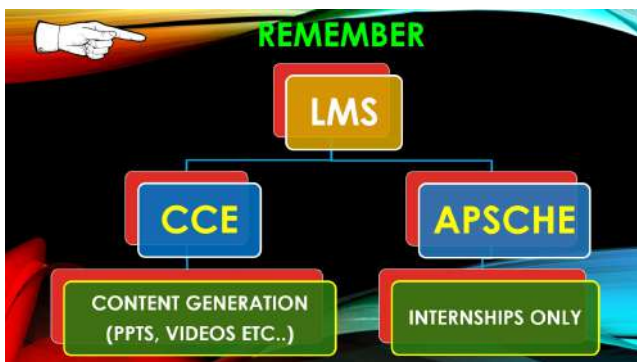 REMEMBER
LMS
CCE
APSCHE
CONTENT GENERATION
(PPTS, VIDEOS ETC..)
INTERNSHIPS ONLY